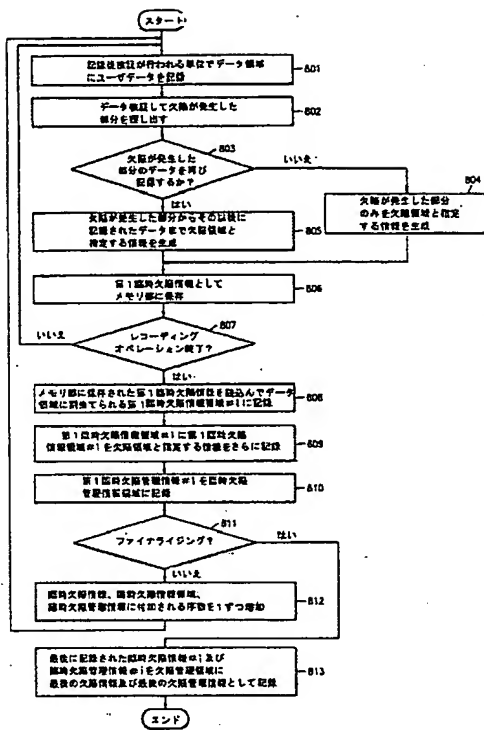 スタート
記録後検証が行われる単位でデータ領域
にユーザデータを記録
801
データ検証して欠陥が発生した
部分を探し出す
802
803
欠陥が発生した
部分のデータを再び
記録するか?
いいえ
804
はい
欠陥が発生した部分
のみを欠陥領域と指定
する情報を生成
欠陥が発生した部分からその以後に
記録されたデータまで欠陥領域と
指定する情報を生成
805
第1臨時欠陥情報として
メモリ部に保存
806
807
いいえ
レコーディング
オペレーション終了?
はい
メモリ部に保存された第1臨時欠陥情報を読込んでデータ
領域に割当てられる第1臨時欠陥情報領域#iに記録
808
第1臨時欠陥情報領域#iに第1臨時欠陥
情報領域#iを欠陥領域と指定する情報をさらに記録
809
第1臨時欠陥管理情報#iを臨時欠陥
管理情報領域に記録
810
811
ファイナライジング?
はい
いいえ
臨時欠陥情報、臨時欠陥情報領域、
臨時欠陥管理情報に付加される序数を1ずつ増加
812
最後に記録された臨時欠陥情報#i及び
臨時欠陥管理情報#iを欠陥管理領域に
最後の欠陥情報及び最後の欠陥管理情報として記録
813
エンド